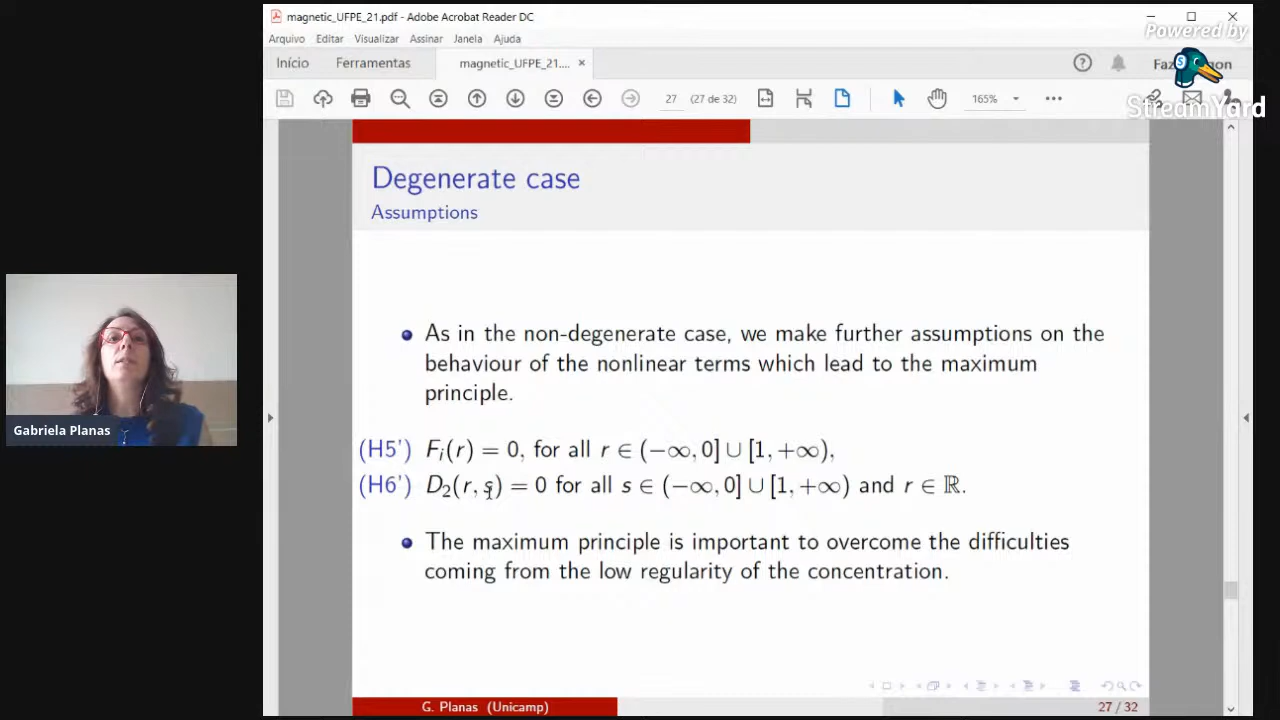 magnetic_UFPE_21.pdf - Adobe Acrobat Reader DC
Powered by
Arquivo Editar Visualizar Assinar Janela Ajuda
Início Ferramentas magnetic_UFPE_21.... ×
StreamYard
27 (27 de 32) 165%
Degenerate case
Assumptions
As in the non-degenerate case, we make further assumptions on the
behaviour of the nonlinear terms which lead to the maximum
principle.
(H5') Fᵢ(r) = 0, for all r ∈ (−∞, 0] ∪ [1, +∞),
(H6') D₂(r, s) = 0 for all s ∈ (−∞, 0] ∪ [1, +∞) and r ∈ ℝ.
The maximum principle is important to overcome the difficulties
coming from the low regularity of the concentration.
Gabriela Planas
G. Planas (Unicamp) 27 / 32